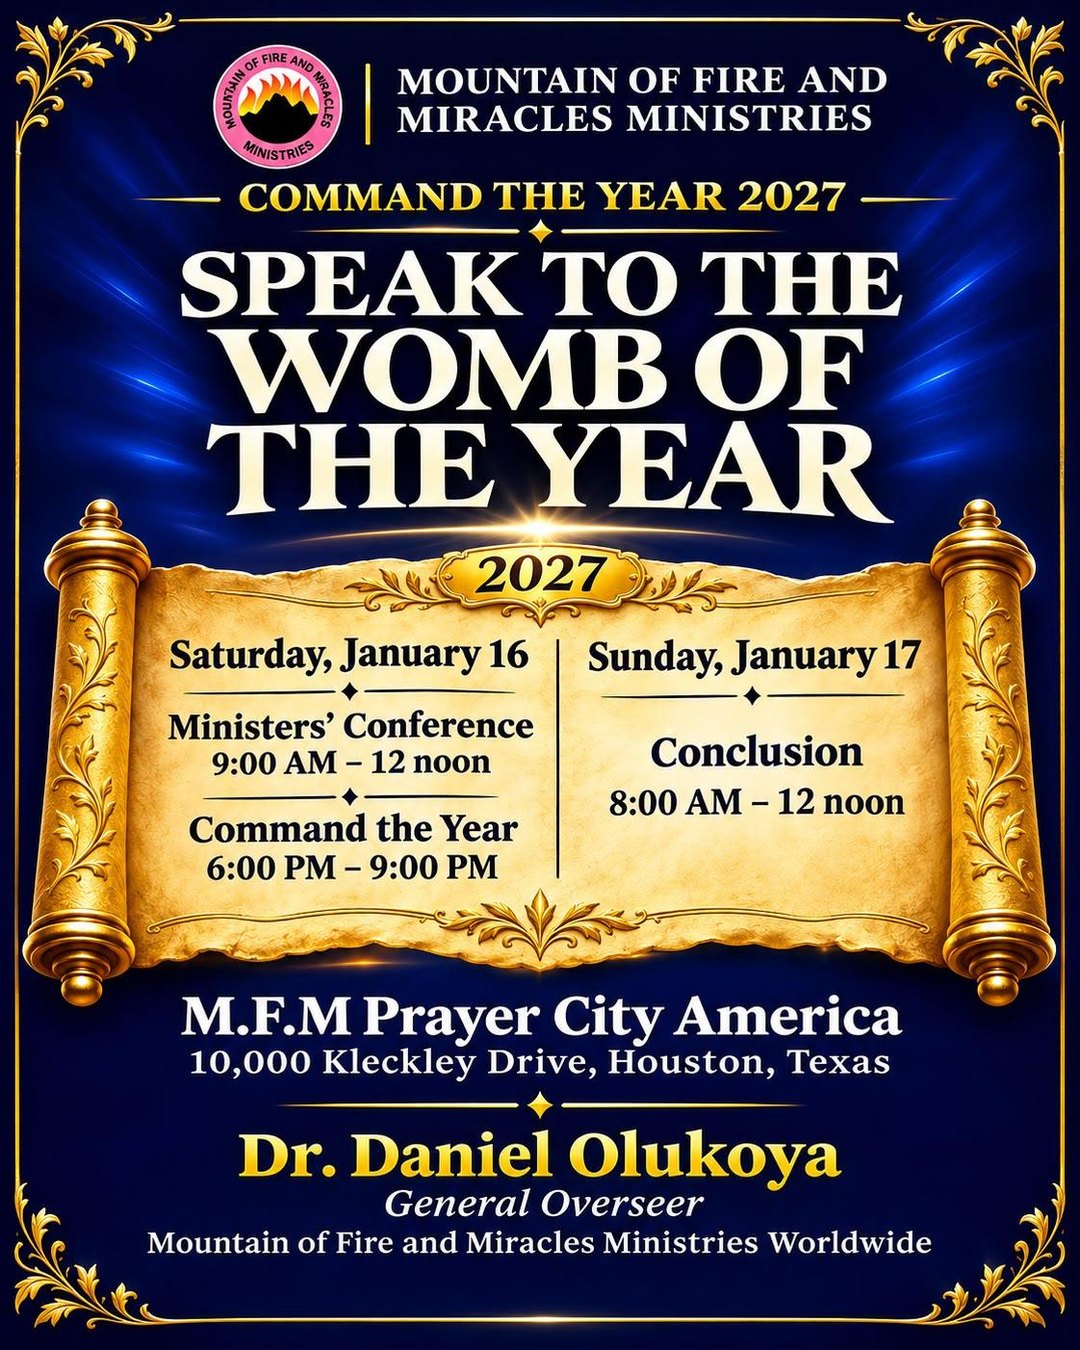 MOUNTAIN OF FIRE AND MIRACLES
MINISTRIES
MOUNTAIN OF FIRE AND
MIRACLES MINISTRIES
COMMAND THE YEAR 2027
SPEAK TO THE
WOMB OF
THE YEAR
2027
Saturday, January 16
Ministers’ Conference
9:00 AM – 12 noon
Command the Year
6:00 PM – 9:00 PM
Sunday, January 17
Conclusion
8:00 AM – 12 noon
M.F.M Prayer City America
10,000 Kleckley Drive, Houston, Texas
Dr. Daniel Olukoya
General Overseer
Mountain of Fire and Miracles Ministries Worldwide